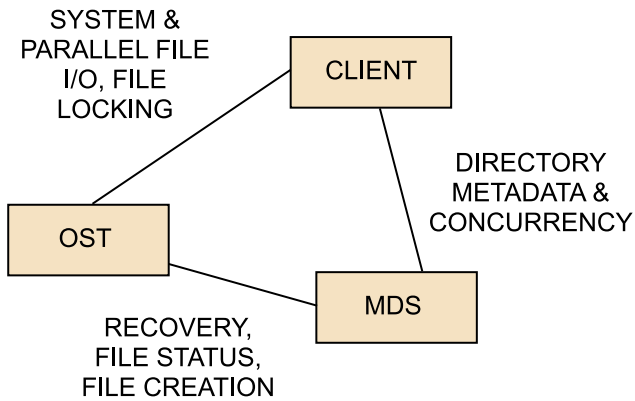 SYSTEM &
PARALLEL FILE
I/O, FILE
LOCKING
CLIENT
DIRECTORY
METADATA &
CONCURRENCY
OST
MDS
RECOVERY,
FILE STATUS,
FILE CREATION